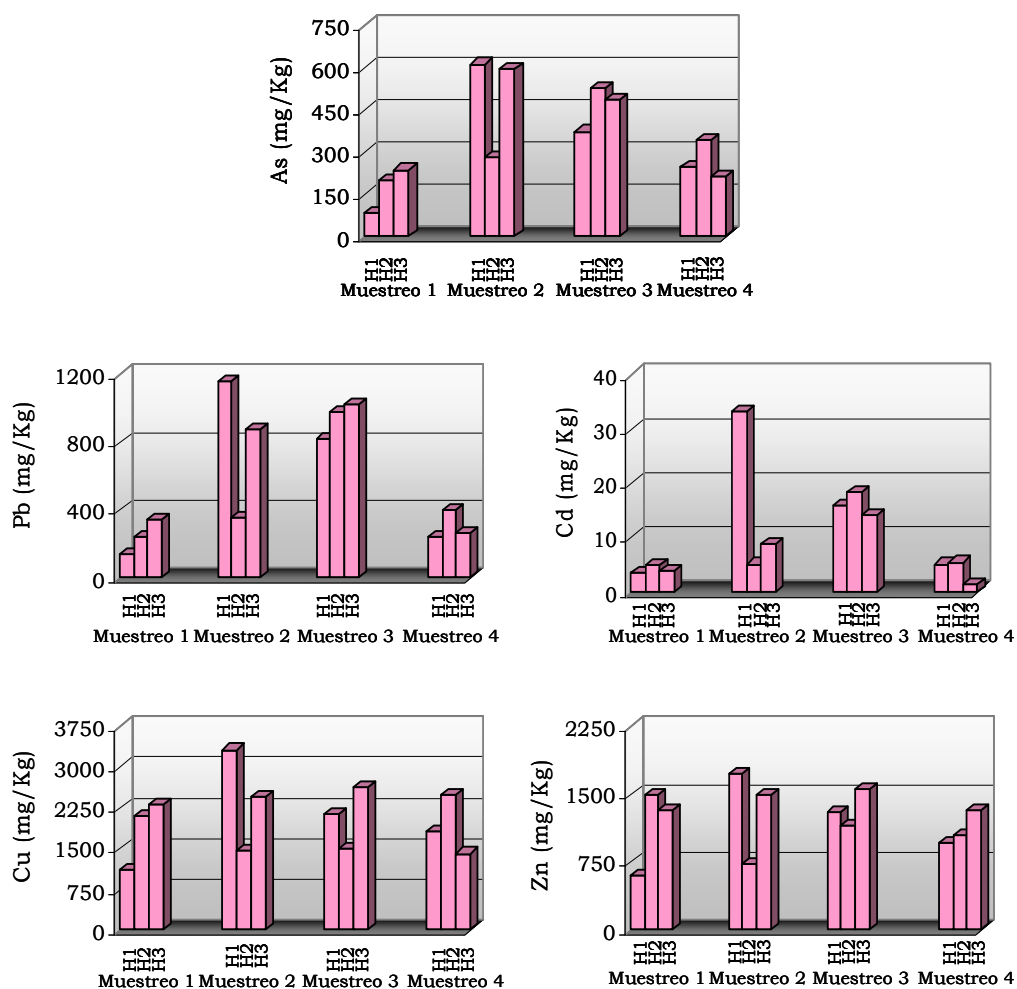 As (mg/Kg)
750
600
450
300
150
0
H1 H2 H3 H1 H2 H3 H1 H2 H3 H1 H2 H3
Muestreo 1 Muestreo 2 Muestreo 3 Muestreo 4
Pb (mg/Kg)
1200
800
400
0
H1 H2 H3 H1 H2 H3 H1 H2 H3 H1 H2 H3
Muestreo 1 Muestreo 2 Muestreo 3 Muestreo 4
Cd (mg/Kg)
40
30
20
10
0
H1 H2 H3 H1 H2 H3 H1 H2 H3 H1 H2 H3
Muestreo 1 Muestreo 2 Muestreo 3 Muestreo 4
Cu (mg/Kg)
3750
3000
2250
1500
750
0
H1 H2 H3 H1 H2 H3 H1 H2 H3 H1 H2 H3
Muestreo 1 Muestreo 2 Muestreo 3 Muestreo 4
Zn (mg/Kg)
2250
1500
750
0
H1 H2 H3 H1 H2 H3 H1 H2 H3 H1 H2 H3
Muestreo 1 Muestreo 2 Muestreo 3 Muestreo 4